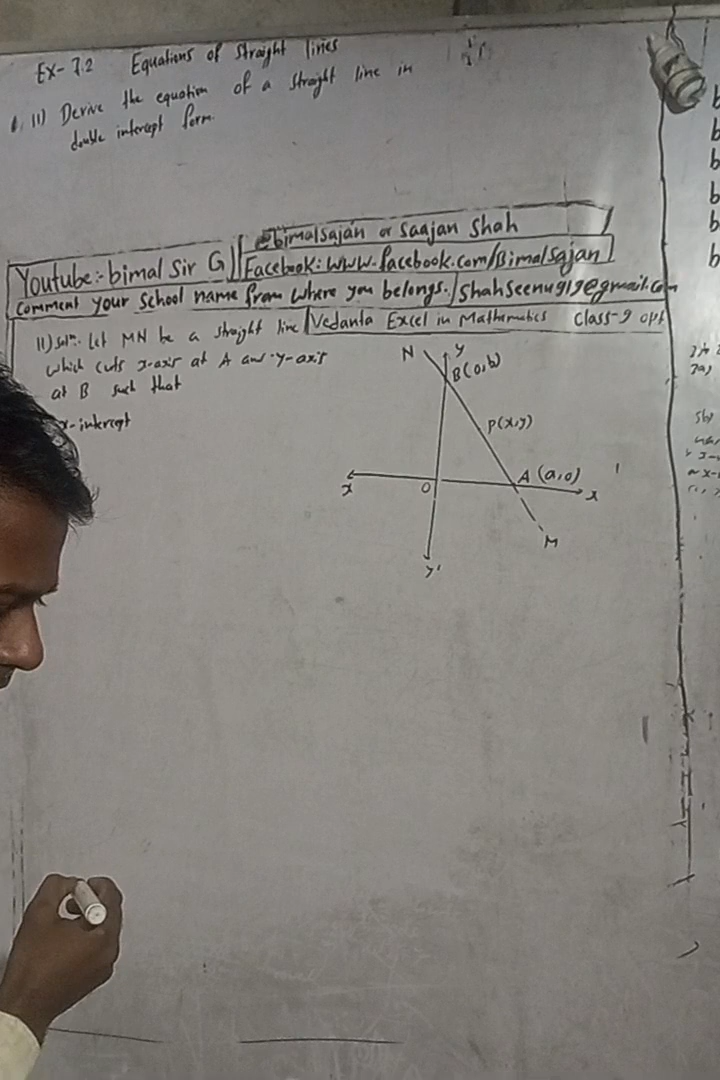 Ex- 7.2 Equations of Straight lines
11) Derive the equation of a straight line in
double intercept form.
@bimalsajan or Saajan Shah
Youtube:- bimal Sir G
Facebook: www.facebook.com/Bimalsajan
Comment your School name from where you belongs.
Shahseenu919@gmail.com
Vedanta Excel in Mathematics Class-9 opt
11) Solⁿ. Let MN be a straight line
which cuts x-axis at A and y-axis
at B such that
x-intercept
N
y
B(0,b)
P(x,y)
A (a,0)
x
O
x
M
y'